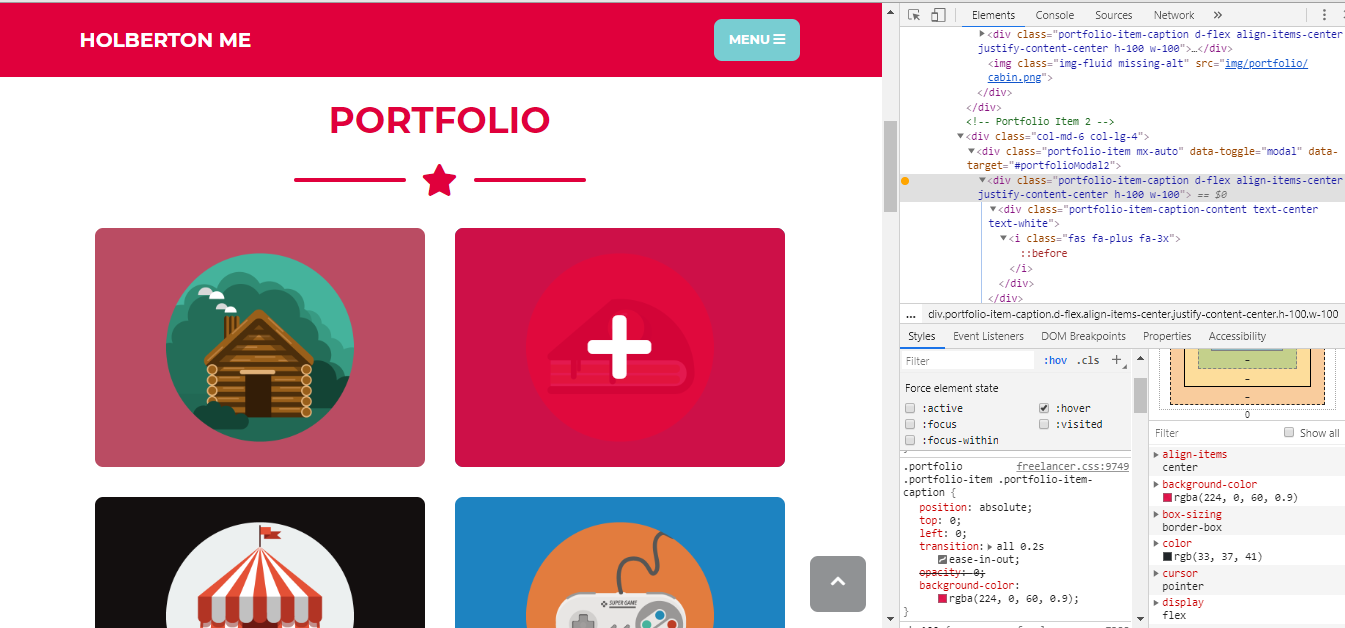 HOLBERTON ME
MENU
PORTFOLIO
SUPER GAME
Elements Console Sources Network »
<div class="portfolio-item-caption d-flex align-items-center
justify-content-center h-100 w-100">…</div>
<img class="img-fluid missing-alt" src="img/portfolio/
cabin.png">
</div>
</div>
<!-- Portfolio Item 2 -->
<div class="col-md-6 col-lg-4">
<div class="portfolio-item mx-auto" data-toggle="modal" data-
target="#portfolioModal2">
<div class="portfolio-item-caption d-flex align-items-center
justify-content-center h-100 w-100"> == $0
<div class="portfolio-item-caption-content text-center
text-white">
<i class="fas fa-plus fa-3x">
::before
</i>
</div>
</div>
... div.portfolio-item-caption.d-flex.align-items-center.justify-content-center.h-100.w-100
Styles Event Listeners DOM Breakpoints Properties Accessibility
Filter :hov .cls +
Force element state
:active :hover
:focus :visited
:focus-within
}
.portfolio freelancer.css:9749
.portfolio-item .portfolio-item-
caption {
position: absolute;
top: 0;
left: 0;
transition: all 0.2s
ease-in-out;
opacity: 0;
background-color:
rgba(224, 0, 60, 0.9);
}
–
–
–
0
Filter Show all
align-items
center
background-color
rgba(224, 0, 60, 0.9)
box-sizing
border-box
color
rgb(33, 37, 41)
cursor
pointer
display
flex